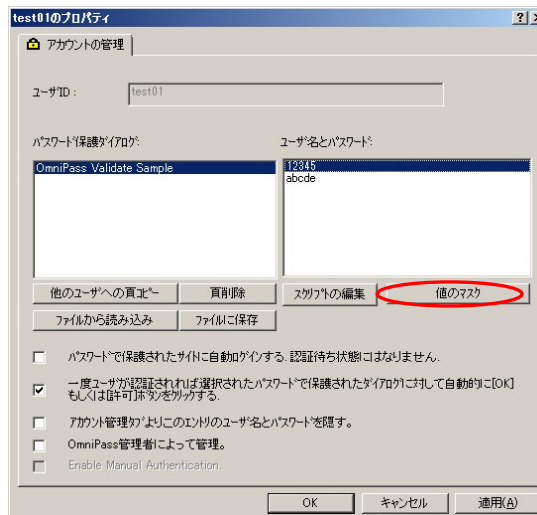 test01のプロパティ
アカウントの管理
ユーザID :
test01
パスワード保護ダイアログ:
ユーザ名とパスワード:
OmniPass Validate Sample
12345
abcde
他のユーザへの頁コピー
頁削除
スクリプトの編集
値のマスク
ファイルから読み込み
ファイルに保存
パスワードで保護されたサイトに自動ログインする. 認証待ち状態にはなりません.
一度ユーザが認証されれば選択されたパスワードで保護されたダイアログに対して自動的に[OK]
もしくは[許可]ボタンをクリックする.
アカウント管理タブよりこのエントリのユーザ名とパスワードを隠す。
OmniPass管理者によって管理。
Enable Manual Authentication.
OK
キャンセル
適用(A)